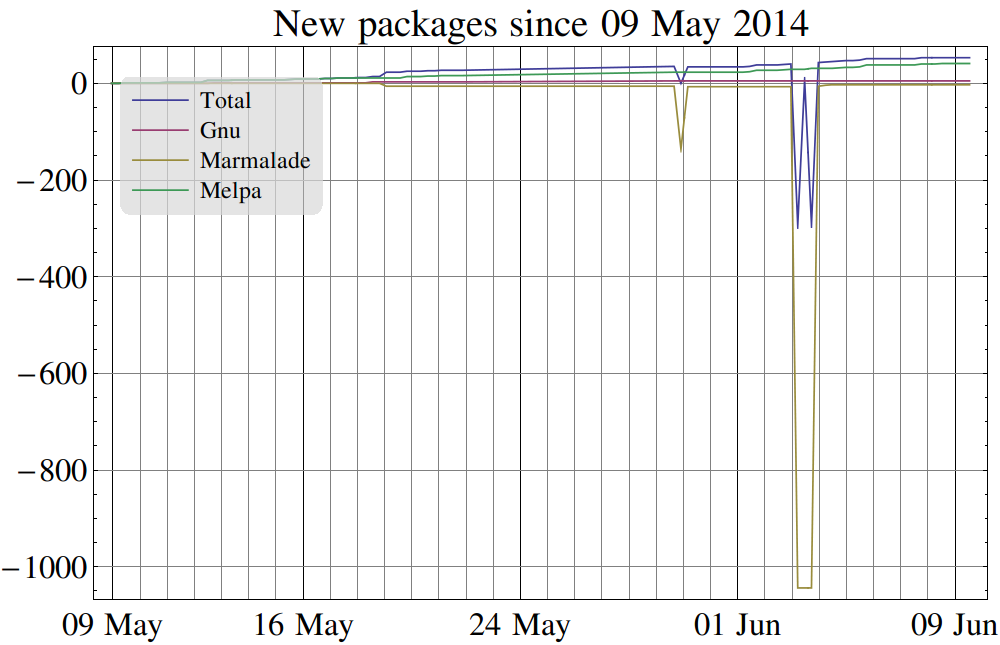 New packages since 09 May 2014
0
Total
Gnu
Marmalade
Melpa
−200
−400
−600
−800
−1000
09 May 16 May 24 May 01 Jun 09 Jun